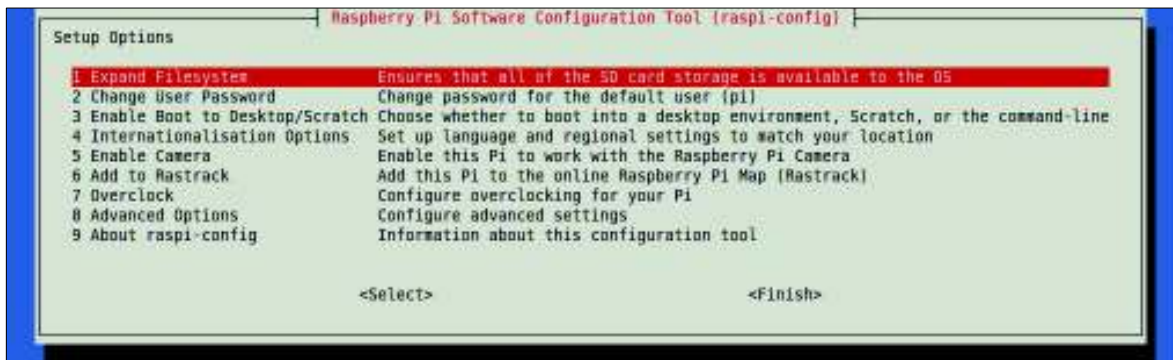 Raspberry Pi Software Configuration Tool (raspi-config)
Setup Options
1 Expand Filesystem Ensures that all of the SD card storage is available to the OS
2 Change User Password Change password for the default user (pi)
3 Enable Boot to Desktop/Scratch Choose whether to boot into a desktop environment, Scratch, or the command-line
4 Internationalisation Options Set up language and regional settings to match your location
5 Enable Camera Enable this Pi to work with the Raspberry Pi Camera
6 Add to Rastrack Add this Pi to the online Raspberry Pi Map (Rastrack)
7 Overclock Configure overclocking for your Pi
8 Advanced Options Configure advanced settings
9 About raspi-config Information about this configuration tool
<Select> <Finish>